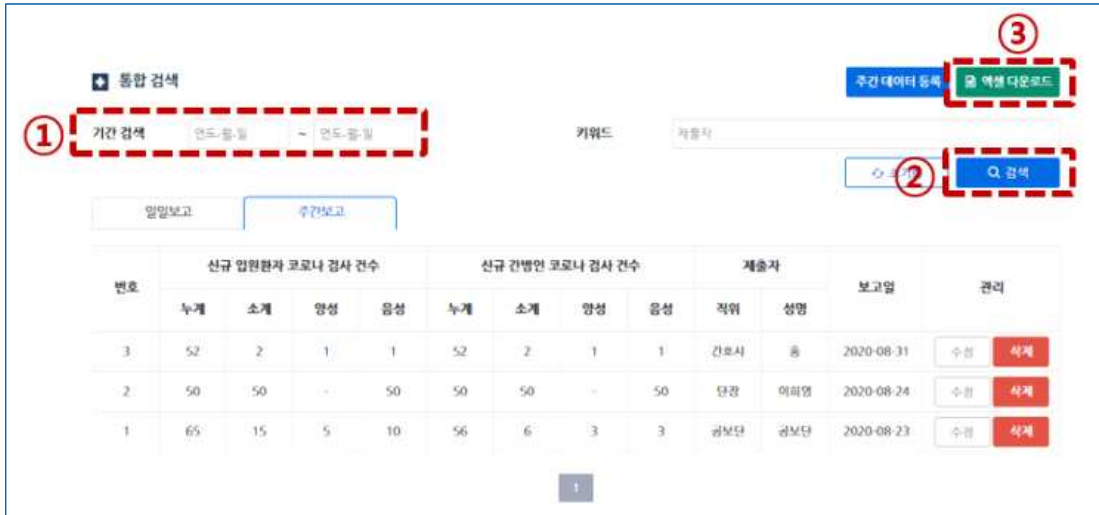 ③
통합 검색 주간 데이터 등록 엑셀 다운로드
① 기간 검색 연도-월-일 ~ 연도-월-일 키워드 제출자
② 검색
일일보고 주간보고
번호 신규 입원환자 코로나 검사 건수 신규 간병인 코로나 검사 건수 제출자 보고일 관리
누계 소계 양성 음성 누계 소계 양성 음성 직위 성명
3 52 2 1 1 52 2 1 1 간호사 홍 2020-08-31 수정 삭제
2 50 50 - 50 50 50 - 50 단장 이희영 2020-08-24 수정 삭제
1 65 15 5 10 56 6 3 3 공보단 공보단 2020-08-23 수정 삭제
1